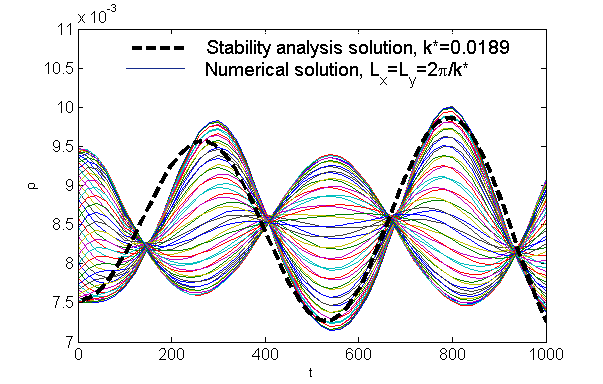 x 10⁻³
11
10.5
10
9.5
9
8.5
8
7.5
7
ρ
Stability analysis solution, k*=0.0189
Numerical solution, Lₓ=L_y=2π/k*
0 200 400 600 800 1000
t